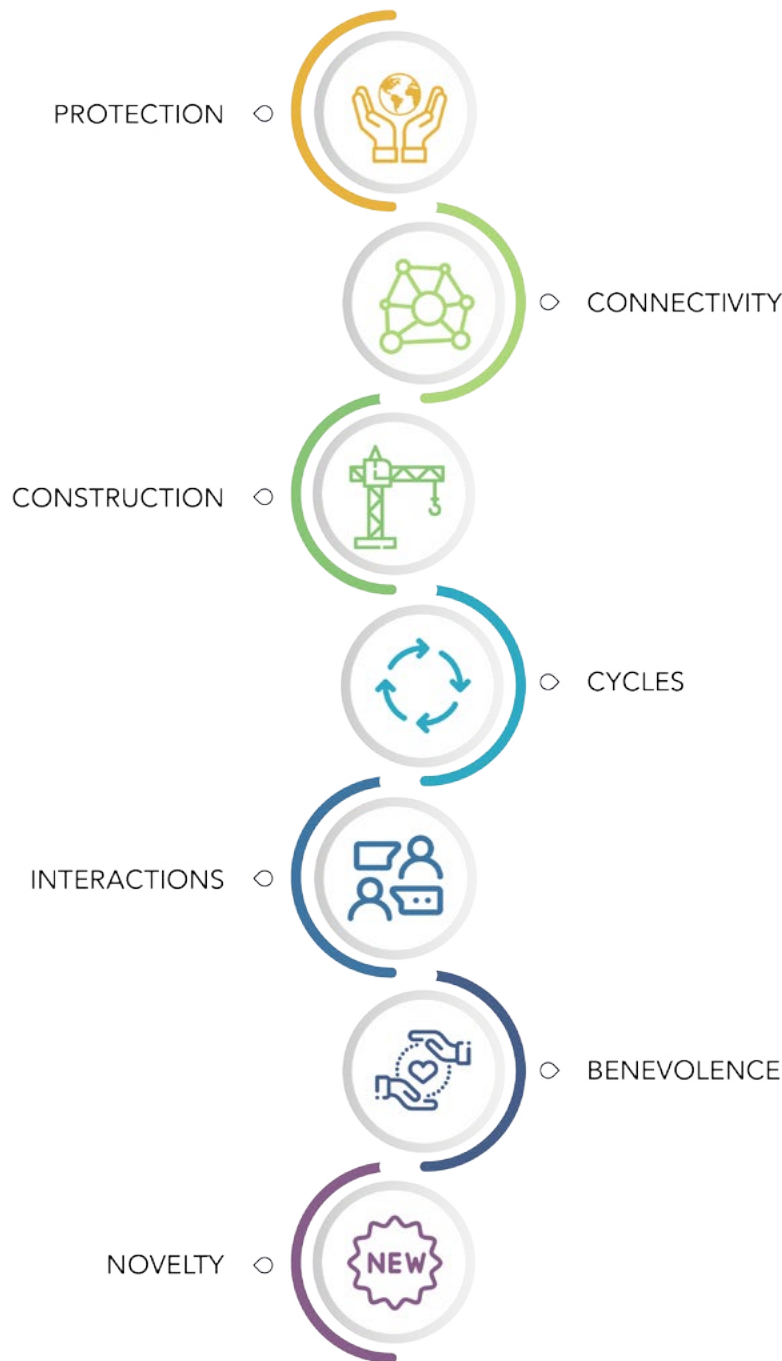 PROTECTION
CONNECTIVITY
CONSTRUCTION
CYCLES
INTERACTIONS
BENEVOLENCE
NOVELTY
NEW